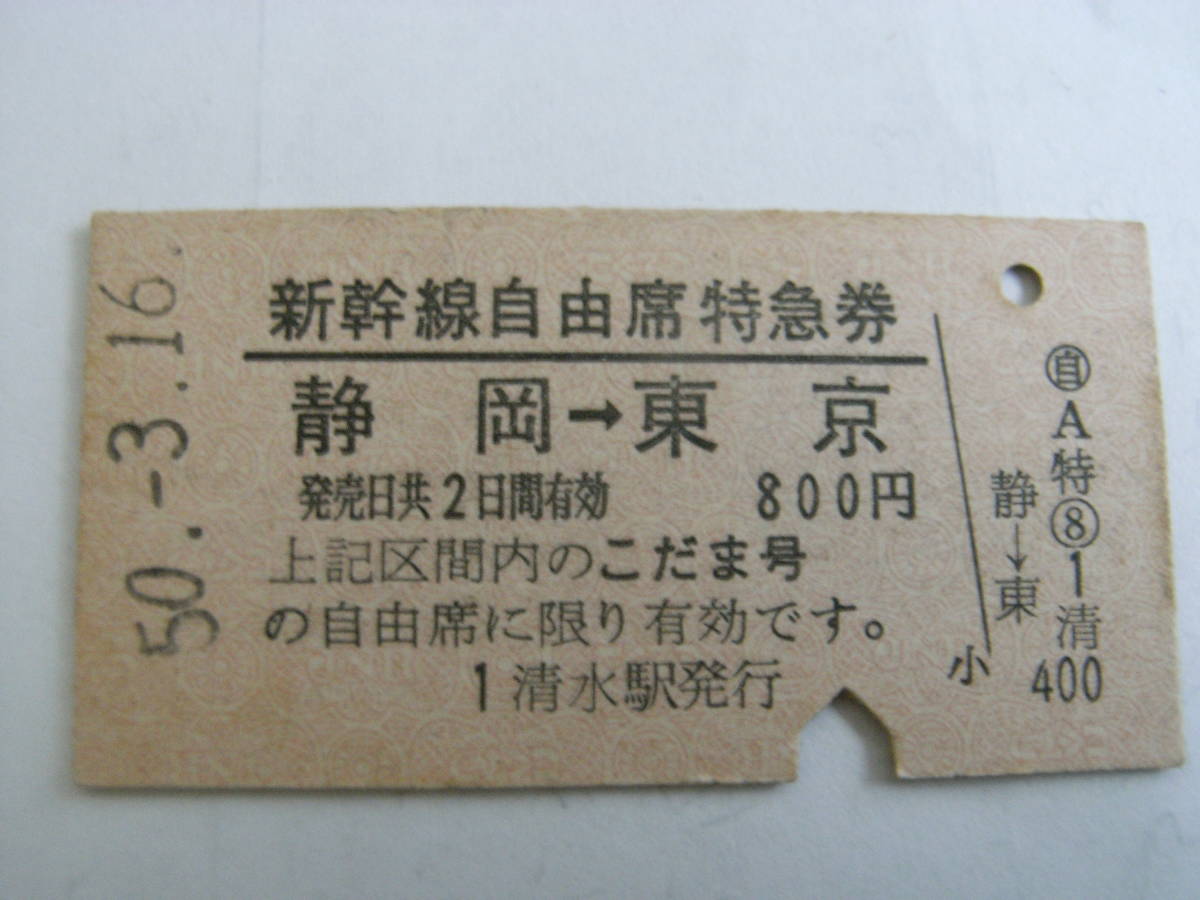 50.-3.16.
新幹線自由席特急券
静岡→東京
発売日共2日間有効 800円
上記区間内のこだま号
の自由席に限り有効です。
1清水駅発行
小
静→東
㊀A特⑧1清
400